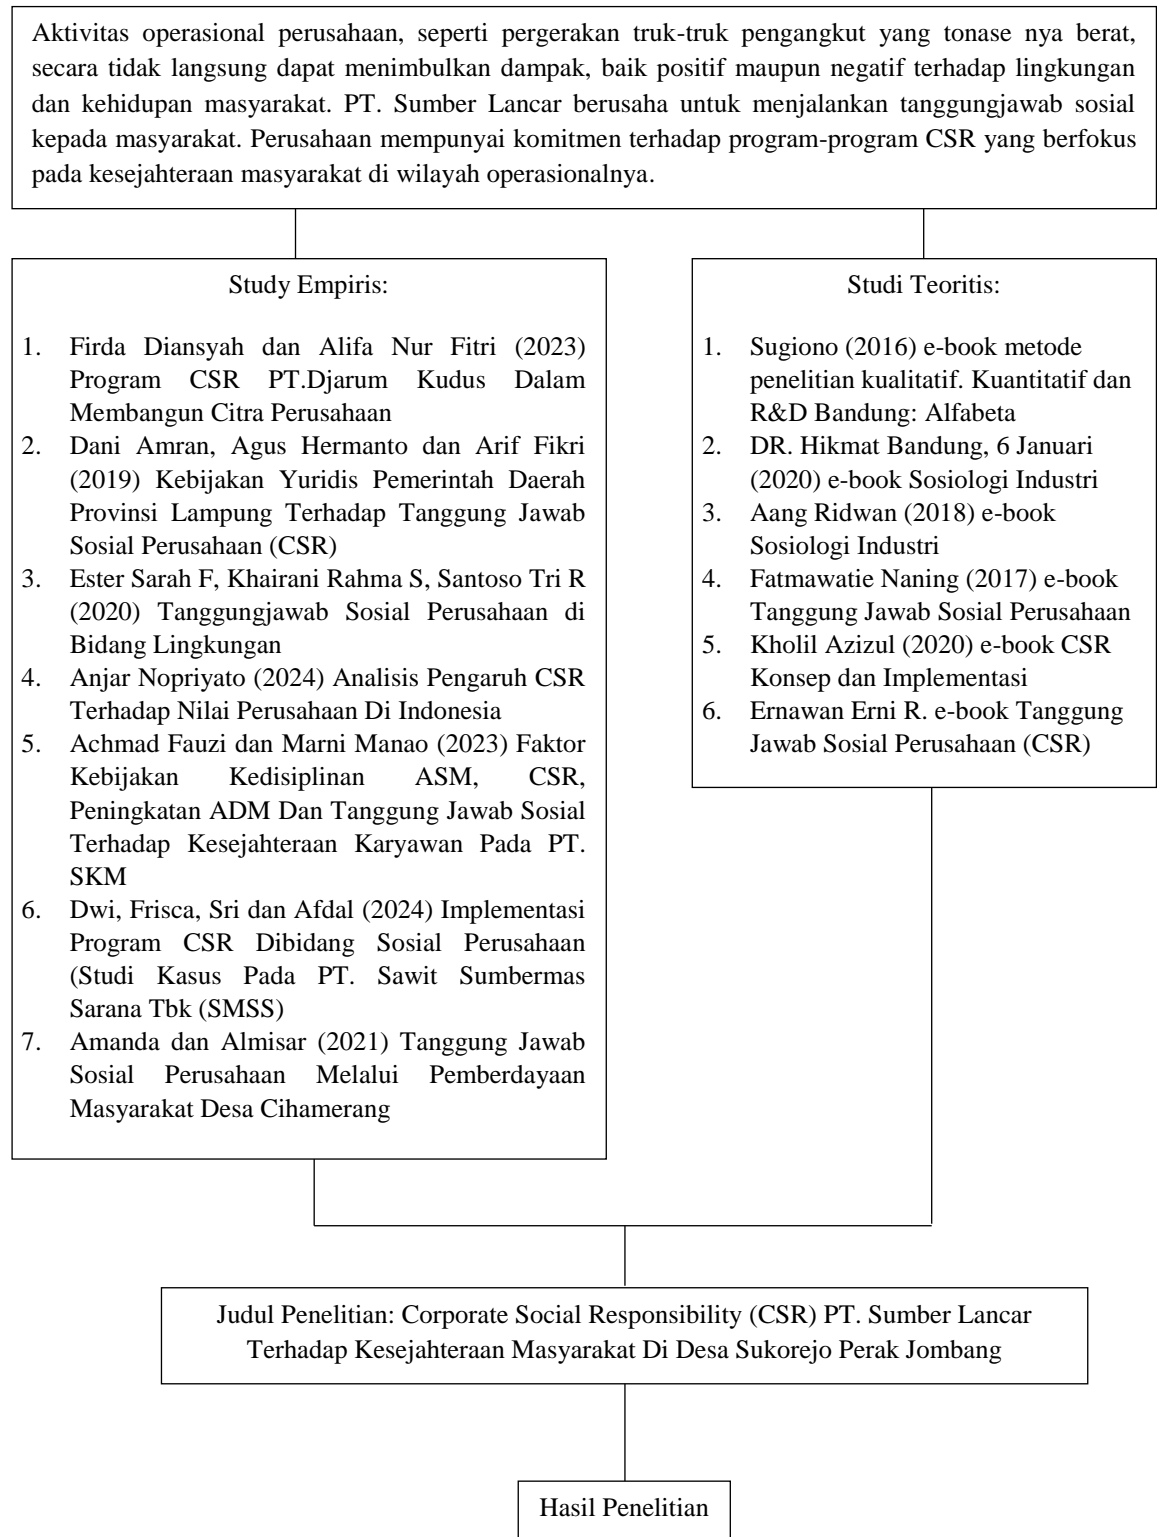 Aktivitas operasional perusahaan, seperti pergerakan truk-truk pengangkut yang tonase nya berat,
secara tidak langsung dapat menimbulkan dampak, baik positif maupun negatif terhadap lingkungan
dan kehidupan masyarakat. PT. Sumber Lancar berusaha untuk menjalankan tanggungjawab sosial
kepada masyarakat. Perusahaan mempunyai komitmen terhadap program-program CSR yang berfokus
pada kesejahteraan masyarakat di wilayah operasionalnya.
Study Empiris:
1. Firda Diansyah dan Alifa Nur Fitri (2023)
Program CSR PT.Djarum Kudus Dalam
Membangun Citra Perusahaan
2. Dani Amran, Agus Hermanto dan Arif Fikri
(2019) Kebijakan Yuridis Pemerintah Daerah
Provinsi Lampung Terhadap Tanggung Jawab
Sosial Perusahaan (CSR)
3. Ester Sarah F, Khairani Rahma S, Santoso Tri R
(2020) Tanggungjawab Sosial Perusahaan di
Bidang Lingkungan
4. Anjar Nopriyato (2024) Analisis Pengaruh CSR
Terhadap Nilai Perusahaan Di Indonesia
5. Achmad Fauzi dan Marni Manao (2023) Faktor
Kebijakan Kedisiplinan ASM, CSR,
Peningkatan ADM Dan Tanggung Jawab Sosial
Terhadap Kesejahteraan Karyawan Pada PT.
SKM
6. Dwi, Frisca, Sri dan Afdal (2024) Implementasi
Program CSR Dibidang Sosial Perusahaan
(Studi Kasus Pada PT. Sawit Sumbermas
Sarana Tbk (SMSS)
7. Amanda dan Almisar (2021) Tanggung Jawab
Sosial Perusahaan Melalui Pemberdayaan
Masyarakat Desa Cihamerang
Studi Teoritis:
1. Sugiono (2016) e-book metode
penelitian kualitatif. Kuantitatif dan
R&D Bandung: Alfabeta
2. DR. Hikmat Bandung, 6 Januari
(2020) e-book Sosiologi Industri
3. Aang Ridwan (2018) e-book
Sosiologi Industri
4. Fatmawatie Naning (2017) e-book
Tanggung Jawab Sosial Perusahaan
5. Kholil Azizul (2020) e-book CSR
Konsep dan Implementasi
6. Ernawan Erni R. e-book Tanggung
Jawab Sosial Perusahaan (CSR)
Judul Penelitian: Corporate Social Responsibility (CSR) PT. Sumber Lancar
Terhadap Kesejahteraan Masyarakat Di Desa Sukorejo Perak Jombang
Hasil Penelitian